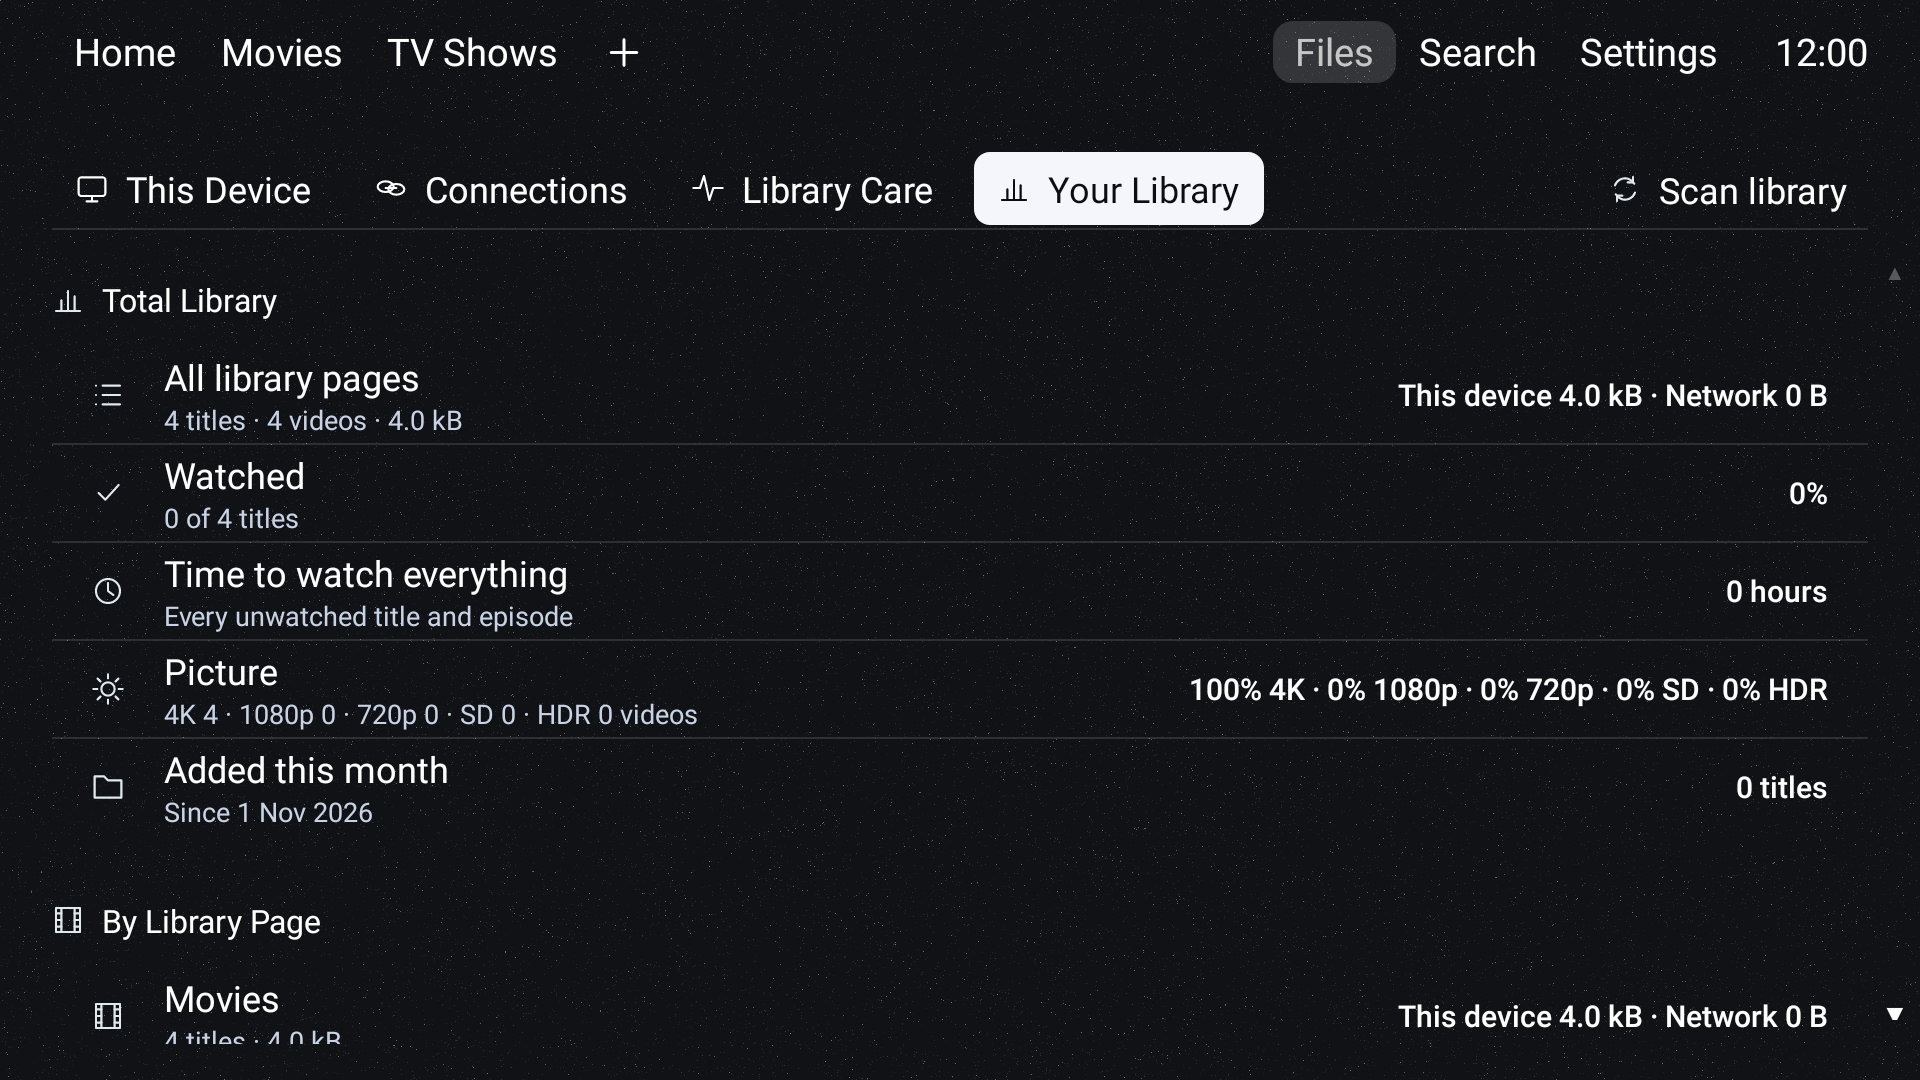 Home Movies TV Shows + Files Search Settings 12:00
This Device Connections Library Care Your Library Scan library
Total Library
All library pages
4 titles · 4 videos · 4.0 kB
This device 4.0 kB · Network 0 B
Watched
0 of 4 titles
0%
Time to watch everything
Every unwatched title and episode
0 hours
Picture
4K 4 · 1080p 0 · 720p 0 · SD 0 · HDR 0 videos
100% 4K · 0% 1080p · 0% 720p · 0% SD · 0% HDR
Added this month
Since 1 Nov 2026
0 titles
By Library Page
Movies
4 titles · 4.0 kB
This device 4.0 kB · Network 0 B